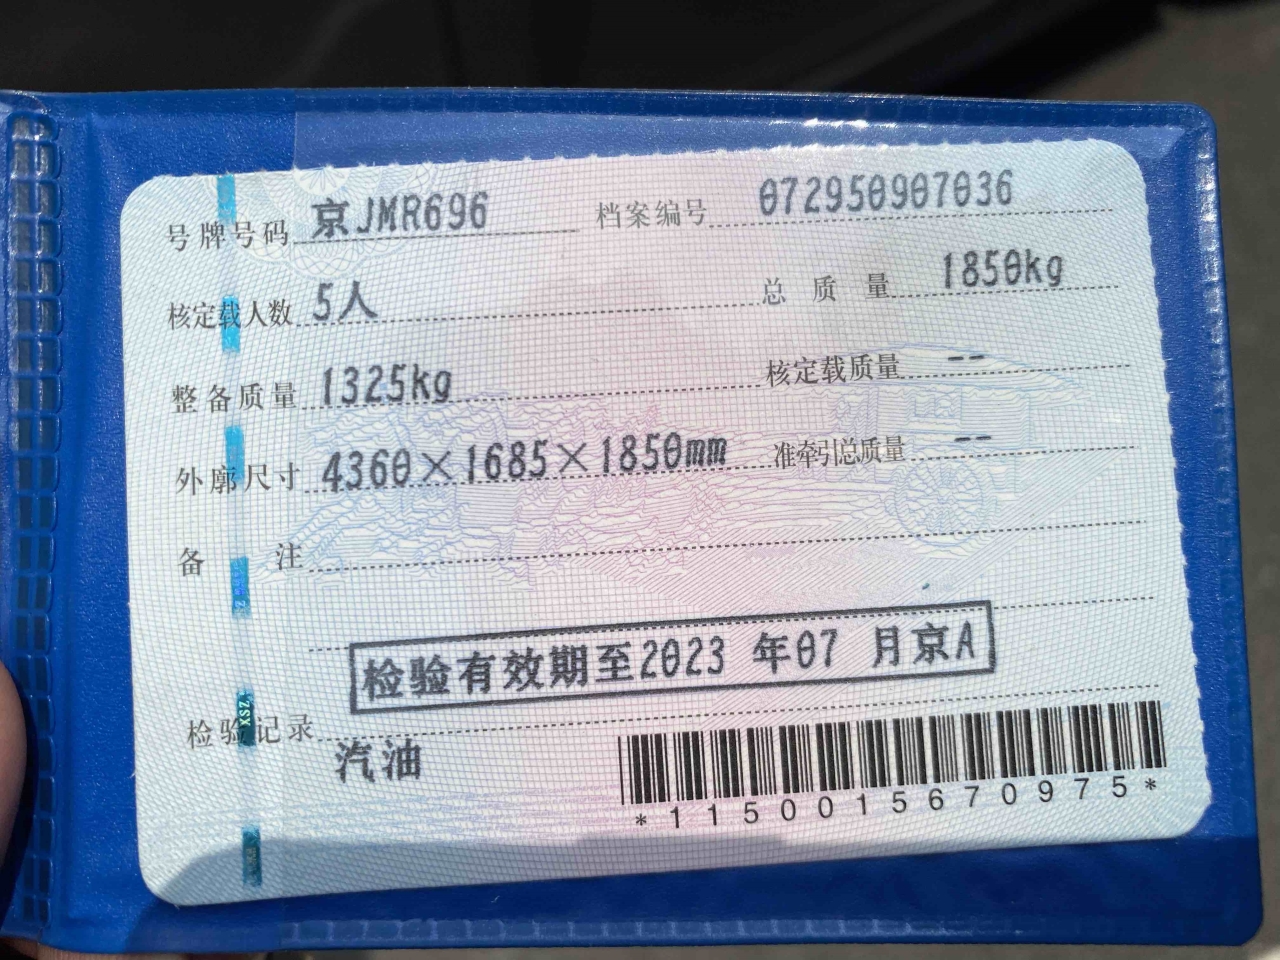 号牌号码 京JMR696 档案编号 072950907036
核定载人数 5人 总质量 1850kg
整备质量 1325kg 核定载质量 --
外廓尺寸 4360×1685×1850mm 准牵引总质量 --
备注
检验有效期至2023 年07 月京A
检验记录
汽油
*1150015670975*
XSZ